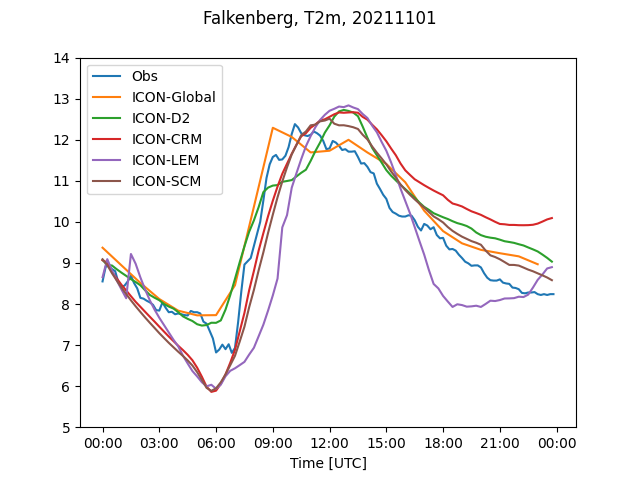 Falkenberg, T2m, 20211101
14
13
12
11
10
9
8
7
6
5
Obs
ICON-Global
ICON-D2
ICON-CRM
ICON-LEM
ICON-SCM
00:00 03:00 06:00 09:00 12:00 15:00 18:00 21:00 00:00
Time [UTC]